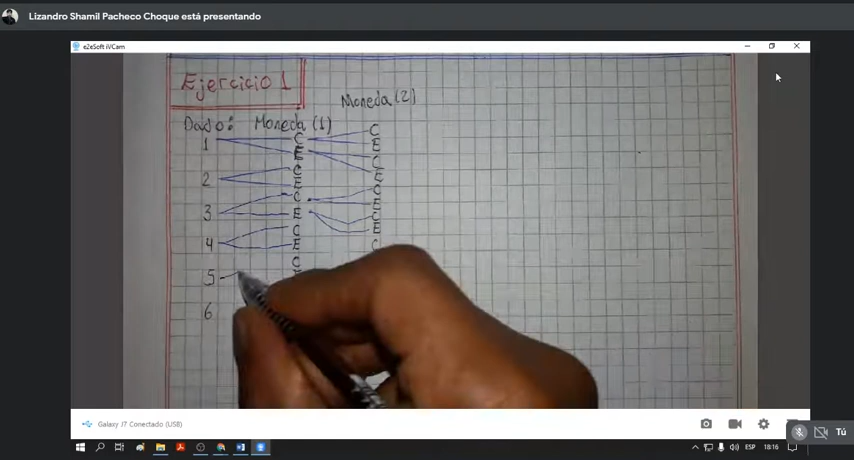 Lizandro Shamil Pacheco Choque está presentando
e2eSoft iVCam
Ejercicio 1
Moneda (2)
Dado: Moneda (1)
C
1 C E
E C
2 C E
E C
3 C E
E C
E
4 C C
E
5 C
6
Galaxy J7 Conectado (USB)
Tú
ESP 18:16